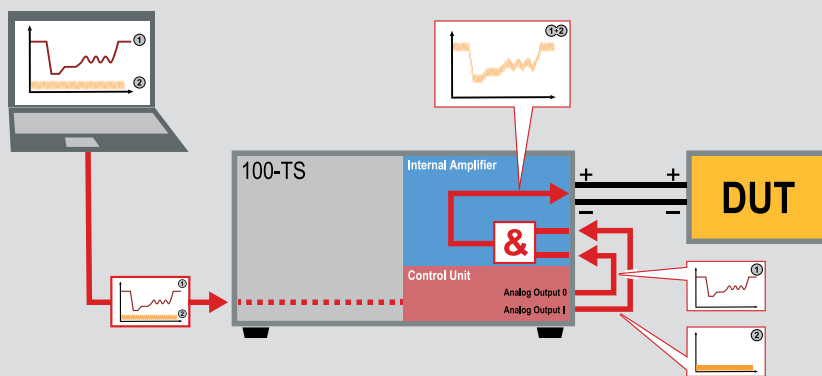 ①
②
①+②
100-TS
Internal Amplifier
+ +
DUT
− −
&
Control Unit
Analog Output 0
Analog Output I
①
②
①
②